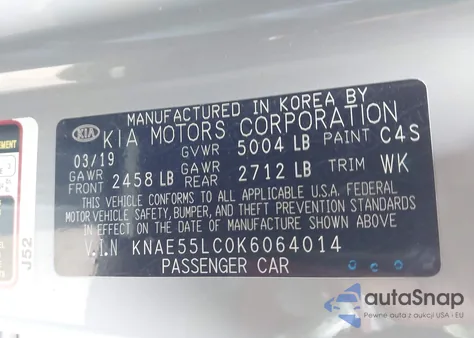 MANUFACTURED IN KOREA BY
KIA KIA MOTORS CORPORATION
03/19 GVWR 5004 LB PAINT C4S
GAWR FRONT 2458 LB GAWR REAR 2712 LB TRIM WK
THIS VEHICLE CONFORMS TO ALL APPLICABLE U.S.A. FEDERAL
MOTOR VEHICLE SAFETY, BUMPER, AND THEFT PREVENTION STANDARDS
IN EFFECT ON THE DATE OF MANUFACTURE SHOWN ABOVE.
V.I.N KNAE55LC0K6064014
PASSENGER CAR
J52
autoSnap
Pewne auta z aukcji USA i EU